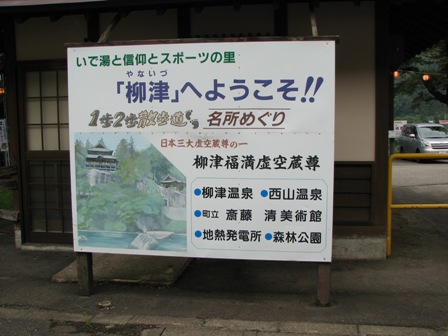 いで湯と信仰とスポーツの里
やないづ
「柳津」へようこそ!!
1歩2歩散歩道 名所めぐり
日本三大虚空蔵尊の一
柳津福満虚空蔵尊
●柳津温泉 ●西山温泉
●町立 斎藤 清美術館
●地熱発電所 ●森林公園